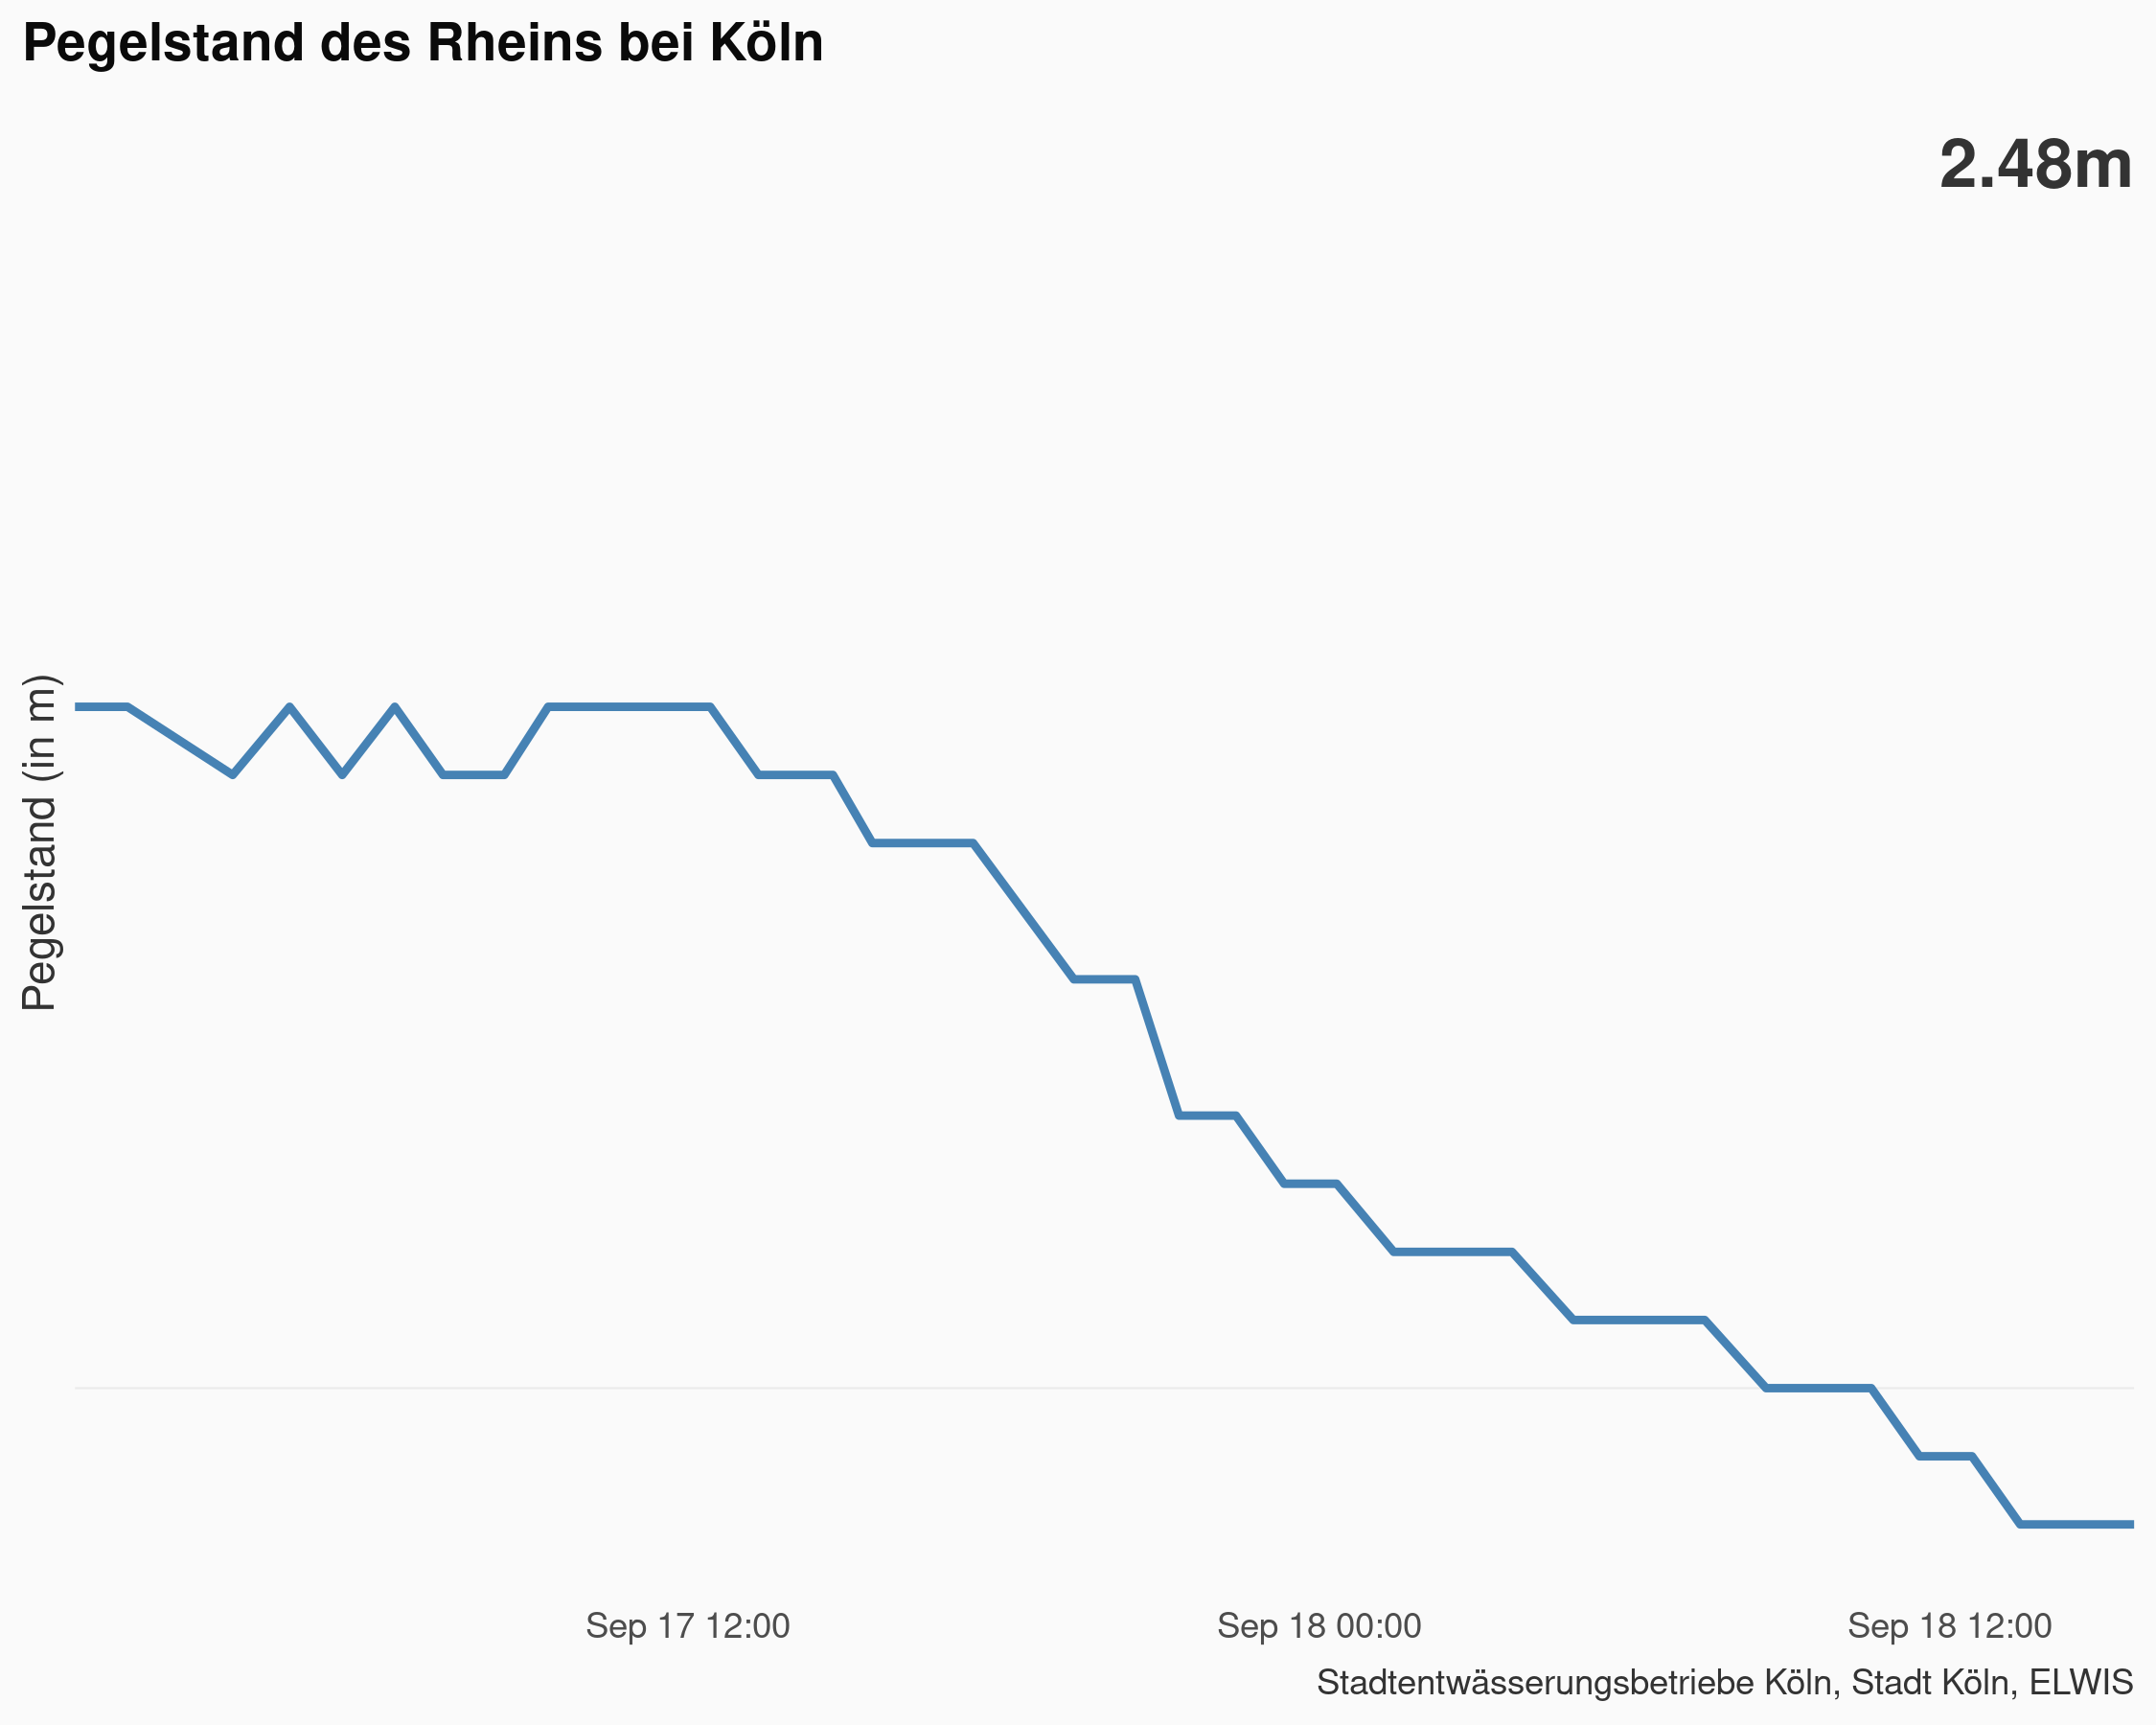 Pegelstand des Rheins bei Köln
2.48m
Pegelstand (in m)
Sep 17 12:00
Sep 18 00:00
Sep 18 12:00
Stadtentwässerungsbetriebe Köln, Stadt Köln, ELWIS